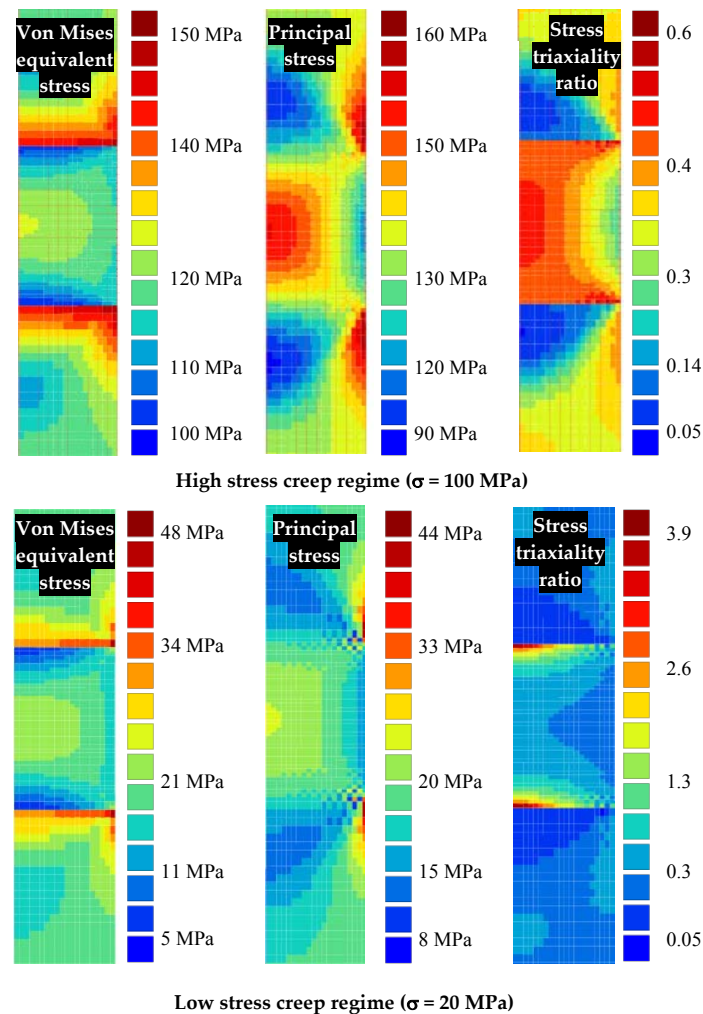 Von Mises
equivalent
stress
150 MPa
140 MPa
120 MPa
110 MPa
100 MPa
Principal
stress
160 MPa
150 MPa
130 MPa
120 MPa
90 MPa
Stress
triaxiality
ratio
0.6
0.4
0.3
0.14
0.05
High stress creep regime (σ = 100 MPa)
Von Mises
equivalent
stress
48 MPa
34 MPa
21 MPa
11 MPa
5 MPa
Principal
stress
44 MPa
33 MPa
20 MPa
15 MPa
8 MPa
Stress
triaxiality
ratio
3.9
2.6
1.3
0.3
0.05
Low stress creep regime (σ = 20 MPa)